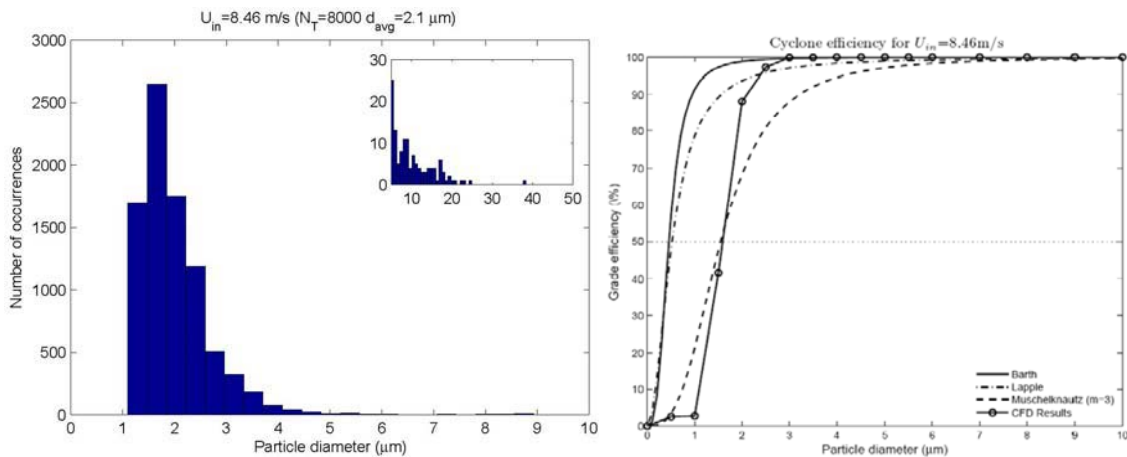 U_in=8.46 m/s (N_T=8000 d_avg=2.1 μm)
3000
2500
2000
1500
1000
500
0
Number of occurrences
0 1 2 3 4 5 6 7 8 9 10
Particle diameter (μm)
30
20
10
0
10 20 30 40 50
Cyclone efficiency for U_in=8.46m/s
100
90
80
70
60
50
40
30
20
10
0
Grade efficiency (\%)
0 1 2 3 4 5 6 7 8 9 10
Particle diameter (μm)
Barth
Lapple
Muschelknautz (m=3)
CFD Results